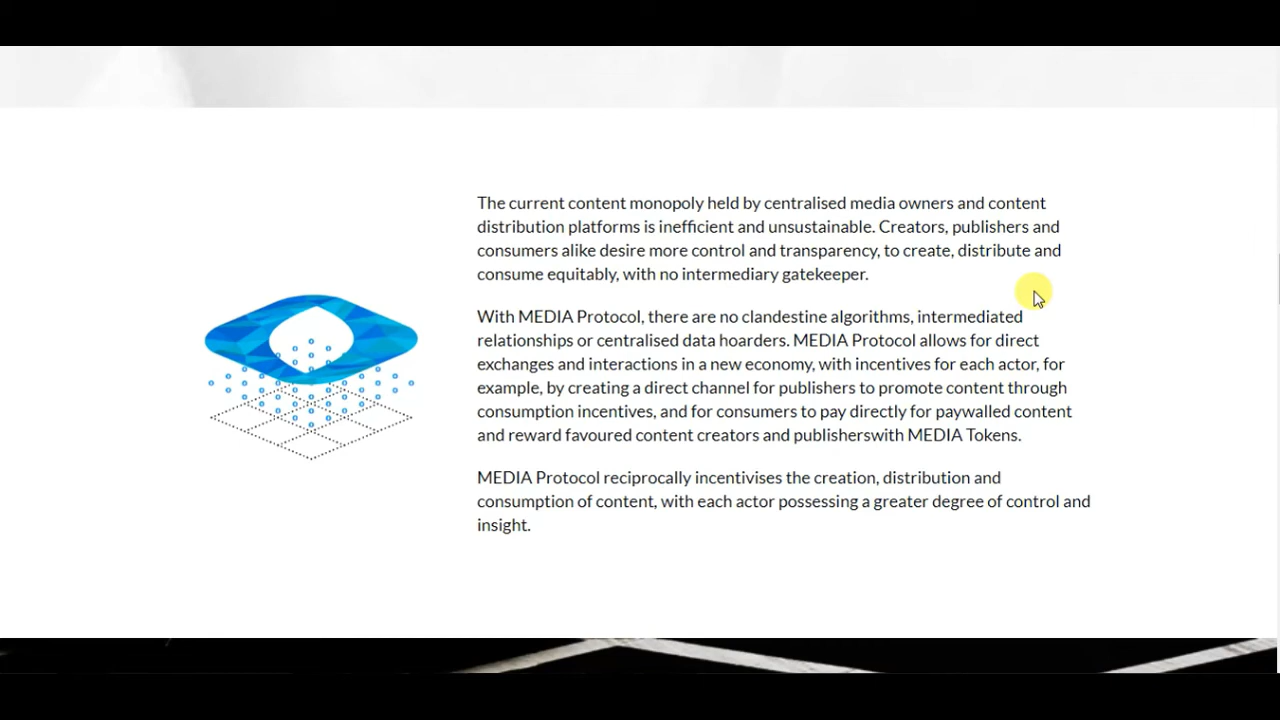 The current content monopoly held by centralised media owners and content
distribution platforms is inefficient and unsustainable. Creators, publishers and
consumers alike desire more control and transparency, to create, distribute and
consume equitably, with no intermediary gatekeeper.
With MEDIA Protocol, there are no clandestine algorithms, intermediated
relationships or centralised data hoarders. MEDIA Protocol allows for direct
exchanges and interactions in a new economy, with incentives for each actor, for
example, by creating a direct channel for publishers to promote content through
consumption incentives, and for consumers to pay directly for paywalled content
and reward favoured content creators and publisherswith MEDIA Tokens.
MEDIA Protocol reciprocally incentivises the creation, distribution and
consumption of content, with each actor possessing a greater degree of control and
insight.